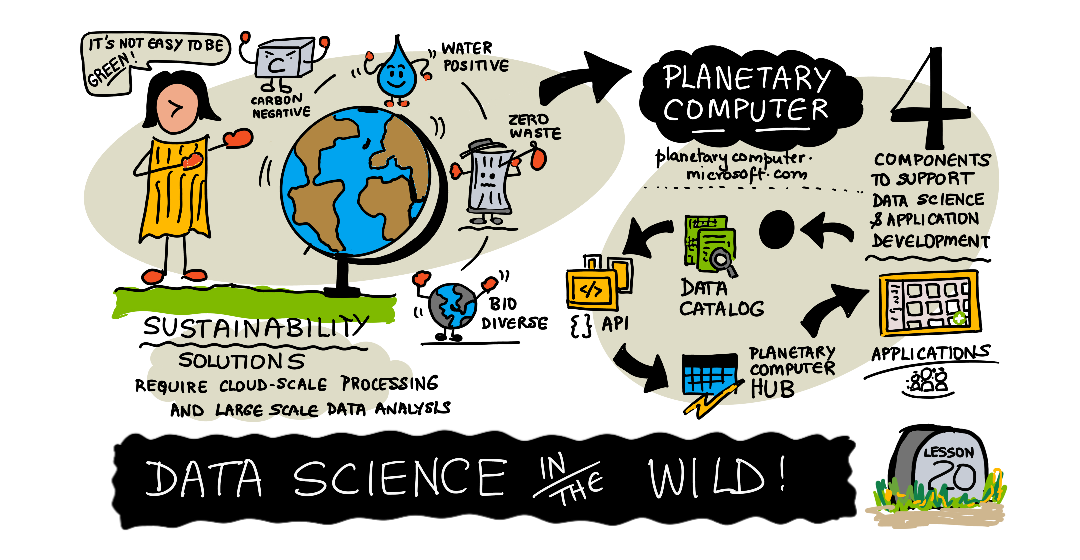 IT'S NOT EASY TO BE
GREEN!
C
CARBON
NEGATIVE
WATER
POSITIVE
ZERO
WASTE
BIO
DIVERSE
SUSTAINABILITY
SOLUTIONS
REQUIRE CLOUD-SCALE PROCESSING
AND LARGE SCALE DATA ANALYSIS
PLANETARY
COMPUTER
planetarycomputer.
microsoft.com
4
COMPONENTS
TO SUPPORT
DATA SCIENCE
& APPLICATION
DEVELOPMENT
DATA
CATALOG
</>
{} API
PLANETARY
COMPUTER
HUB
APPLICATIONS
DATA SCIENCE IN THE WILD!
LESSON
20